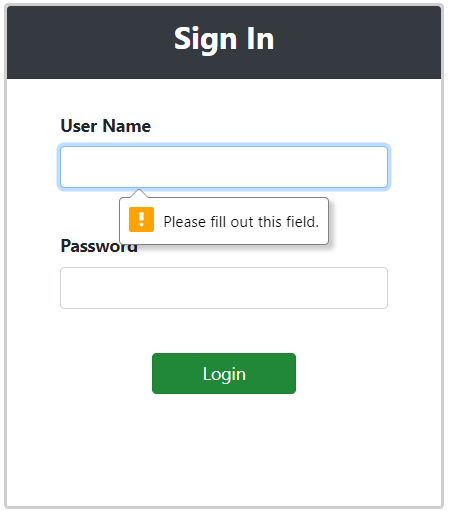 Sign In
User Name
Please fill out this field.
Password
Login